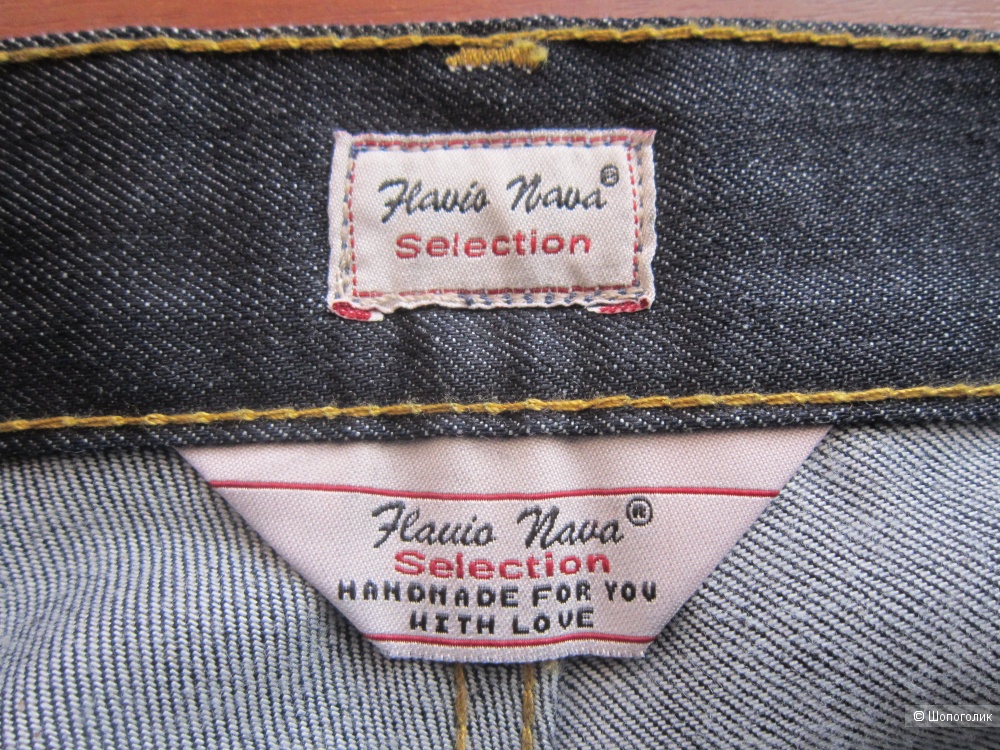 Flavio Nava®
Selection
Flavio Nava®
Selection
HANDMADE FOR YOU
WITH LOVE
© Шопоголик